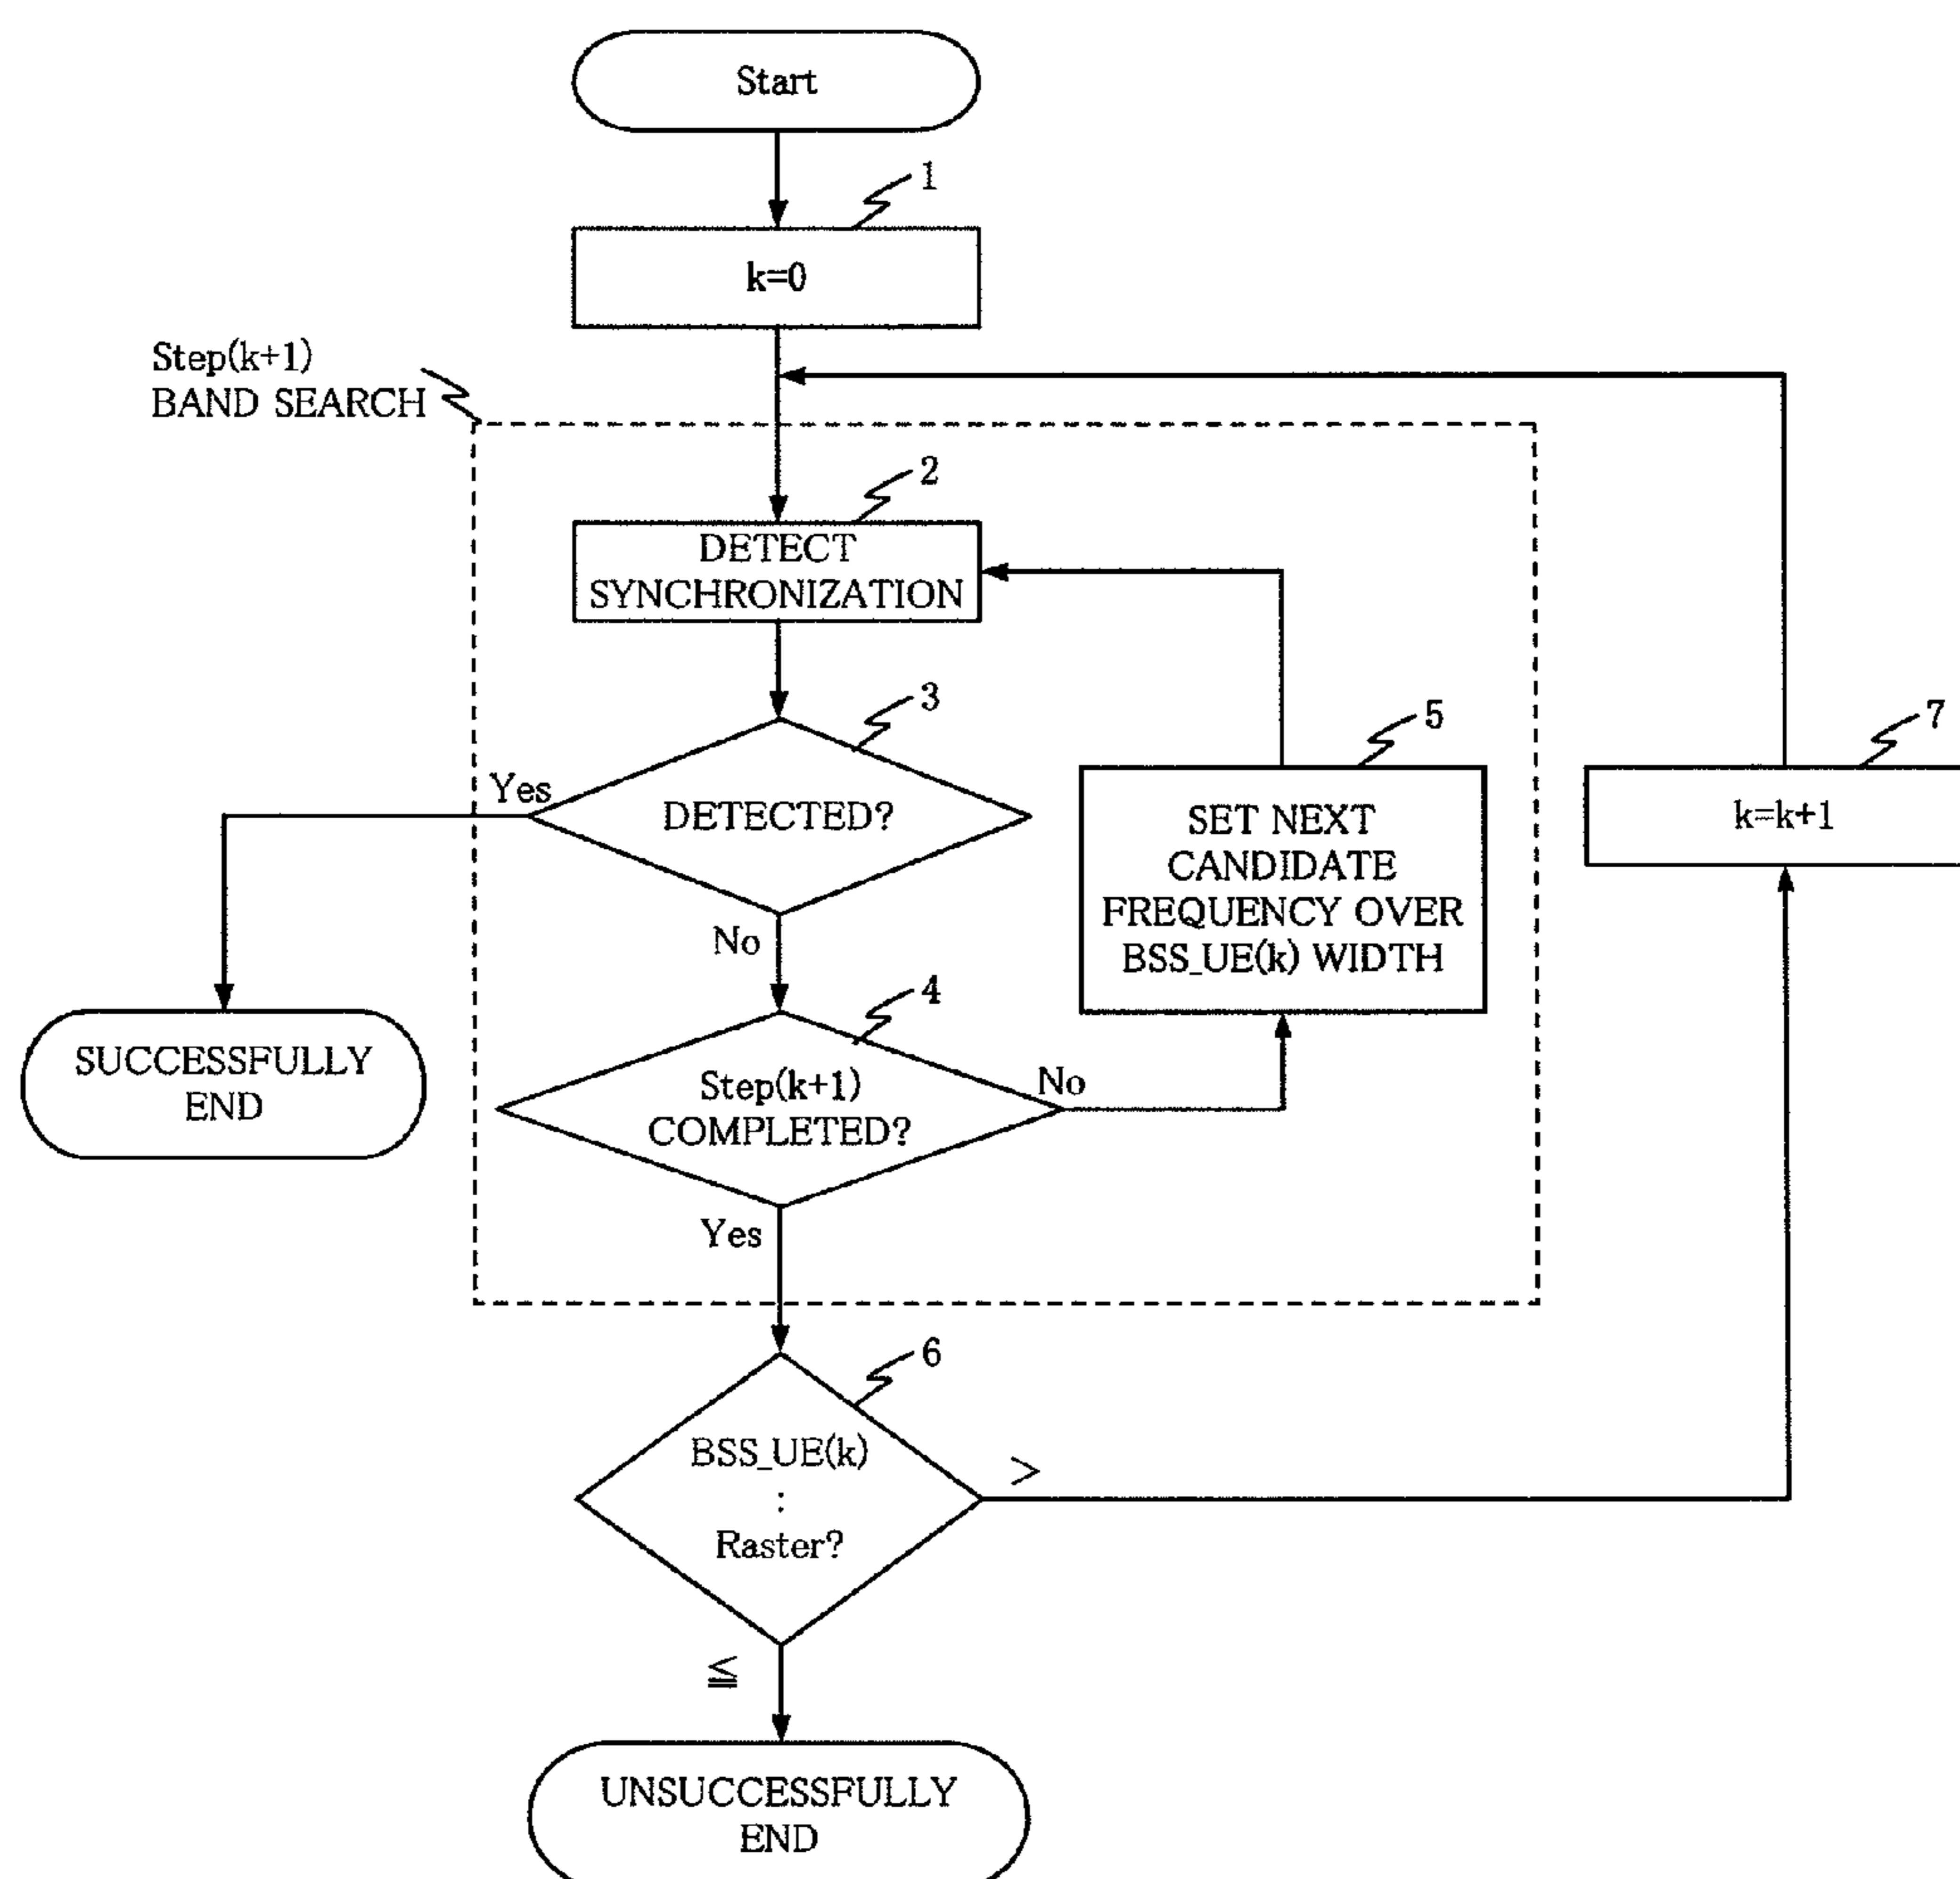 Start
1
k=0
Step(k+1)
BAND SEARCH
2
DETECT
SYNCHRONIZATION
3
Yes
DETECTED?
No
5
SET NEXT
CANDIDATE
FREQUENCY OVER
BSS_UE(k) WIDTH
7
k=k+1
SUCCESSFULLY
END
4
Step(k+1)
COMPLETED?
No
Yes
6
BSS_UE(k)
:
Raster?
>
≦
UNSUCCESSFULLY
END